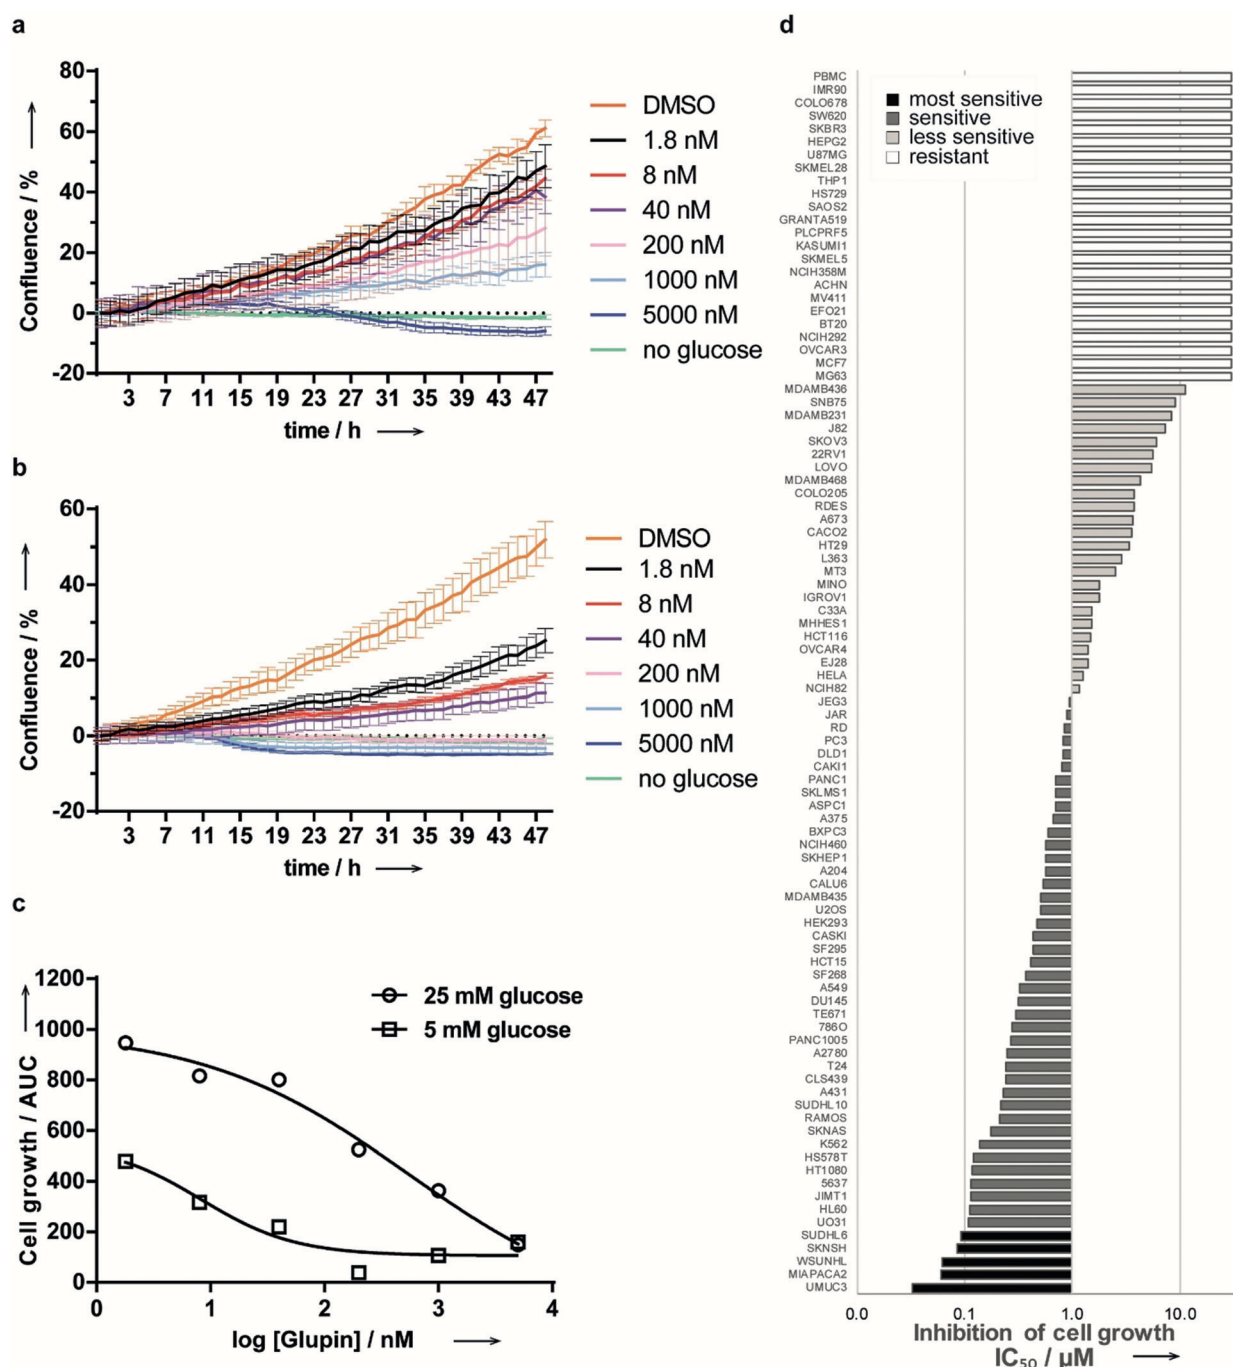 a
80
60
40
20
0
-20
Confluence / %
3 7 11 15 19 23 27 31 35 39 43 47
time / h
DMSO
1.8 nM
8 nM
40 nM
200 nM
1000 nM
5000 nM
no glucose
b
60
40
20
0
-20
Confluence / %
3 7 11 15 19 23 27 31 35 39 43 47
time / h
DMSO
1.8 nM
8 nM
40 nM
200 nM
1000 nM
5000 nM
no glucose
c
1200
1000
800
600
400
200
0
Cell growth / AUC
25 mM glucose
5 mM glucose
0 1 2 3 4
log [Glupin] / nM
d
most sensitive
sensitive
less sensitive
resistant
PBMC
IMR90
COLO678
SW620
SKBR3
HEPG2
U87MG
SKMEL28
THP1
HS729
SAOS2
GRANTA519
PLCPRF5
KASUMI1
SKMEL5
NCIH358M
ACHN
MV411
EFO21
BT20
NCIH292
OVCAR3
MCF7
MG63
MDAMB436
SNB75
MDAMB231
J82
SKOV3
22RV1
LOVO
MDAMB468
COLO205
RDES
A673
CACO2
HT29
L363
MT3
MINO
IGROV1
C33A
MHHES1
HCT116
OVCAR4
EJ28
HELA
NCIH82
JEG3
JAR
RD
PC3
DLD1
CAKI1
PANC1
SKLMS1
ASPC1
A375
BXPC3
NCIH460
SKHEP1
A204
CALU6
MDAMB435
U2OS
HEK293
CASKI
SF295
HCT15
SF268
A549
DU145
TE671
786O
PANC1005
A2780
T24
CLS439
A431
SUDHL10
RAMOS
SKNAS
K562
HS578T
HT1080
5637
JIMT1
HL60
UO31
SUDHL6
SKNSH
WSUNHL
MIAPACA2
UMUC3
0.0 0.1 1.0 10.0
Inhibition of cell growth
IC₅₀ / µM